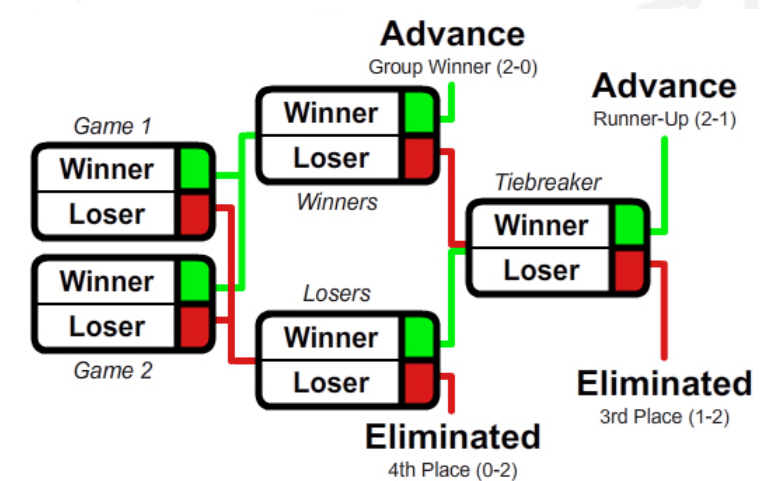 Advance
Group Winner (2-0)
Advance
Runner-Up (2-1)
Game 1
Winner
Loser
Winner
Loser
Winners
Tiebreaker
Winner
Loser
Winner
Loser
Game 2
Losers
Winner
Loser
Eliminated
4th Place (0-2)
Eliminated
3rd Place (1-2)